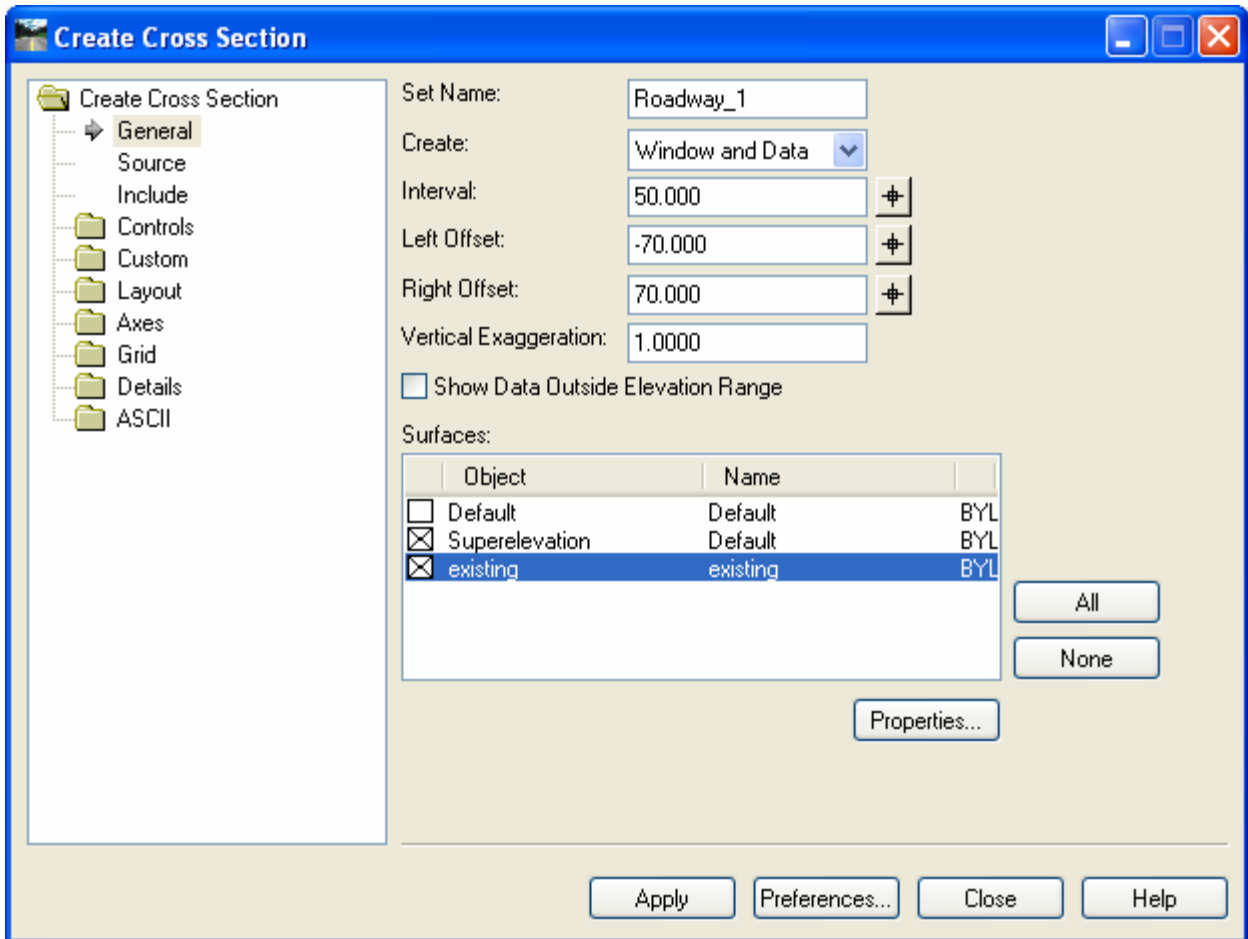 Create Cross Section
Create Cross Section
General
Source
Include
Controls
Custom
Layout
Axes
Grid
Details
ASCII
Set Name: Roadway_1
Create: Window and Data
Interval: 50.000
Left Offset: -70.000
Right Offset: 70.000
Vertical Exaggeration: 1.0000
Show Data Outside Elevation Range
Surfaces:
Object Name
Default Default BYL
Superelevation Default BYL
existing existing BYL
All
None
Properties...
Apply Preferences... Close Help